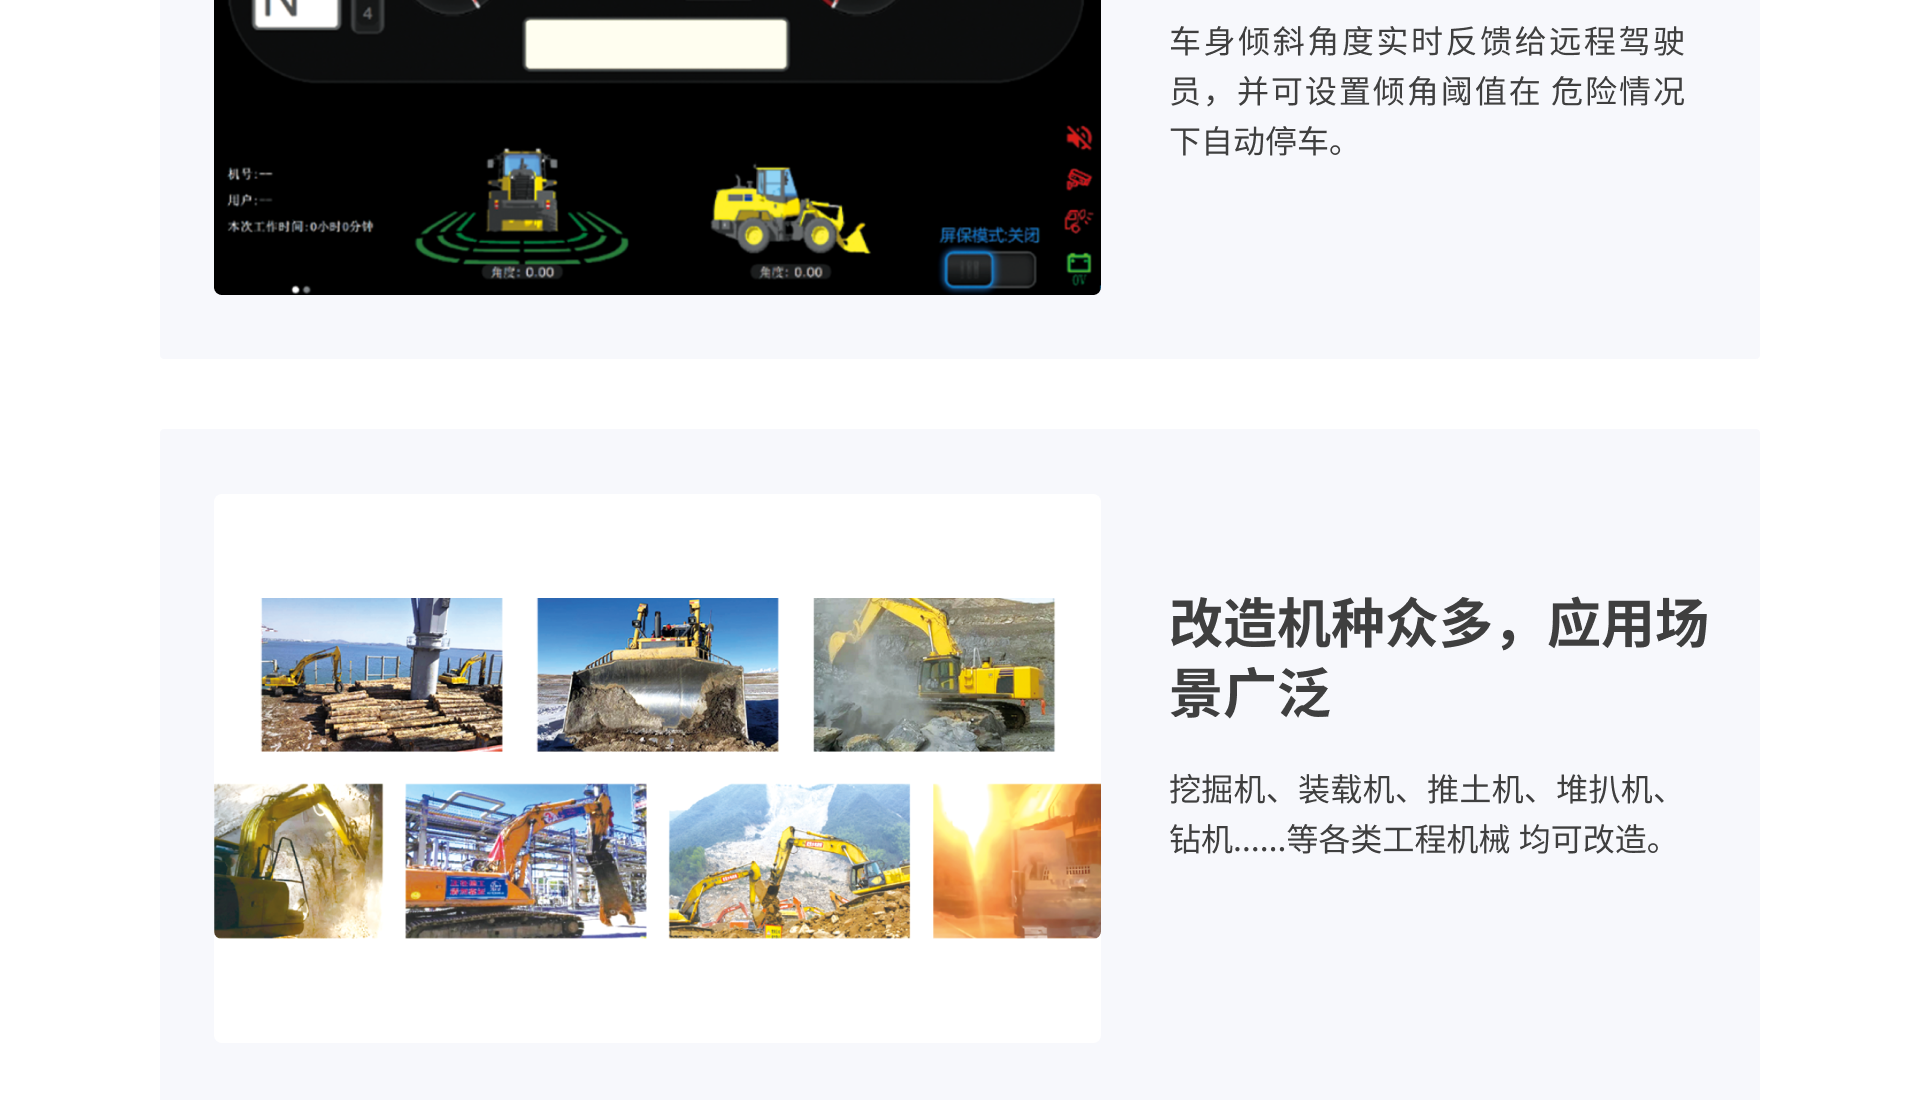 N
4
车身倾斜角度实时反馈给远程驾驶
员，并可设置倾角阈值在 危险情况
下自动停车。
机号:--
用户:--
本次工作时间:0小时0分钟
角度: 0.00
角度: 0.00
屏保模式:关闭
0V
改造机种众多，应用场
景广泛
挖掘机、装载机、推土机、堆扒机、
钻机......等各类工程机械 均可改造。